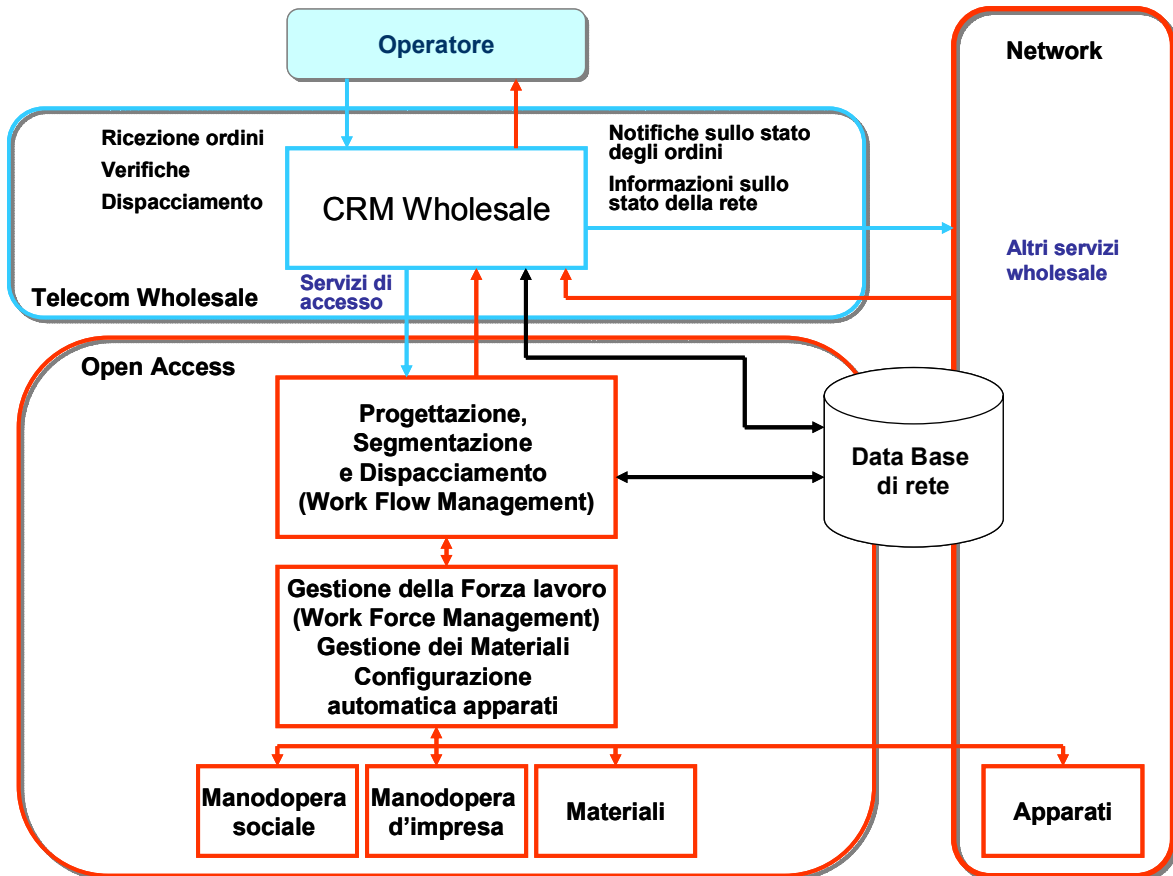 Operatore
Network
Ricezione ordini
Verifiche
Dispacciamento
CRM Wholesale
Notifiche sullo stato
degli ordini
Informazioni sullo
stato della rete
Altri servizi
wholesale
Telecom Wholesale
Servizi di
accesso
Open Access
Progettazione,
Segmentazione
e Dispacciamento
(Work Flow Management)
Data Base
di rete
Gestione della Forza lavoro
(Work Force Management)
Gestione dei Materiali
Configurazione
automatica apparati
Manodopera
sociale
Manodopera
d’impresa
Materiali
Apparati